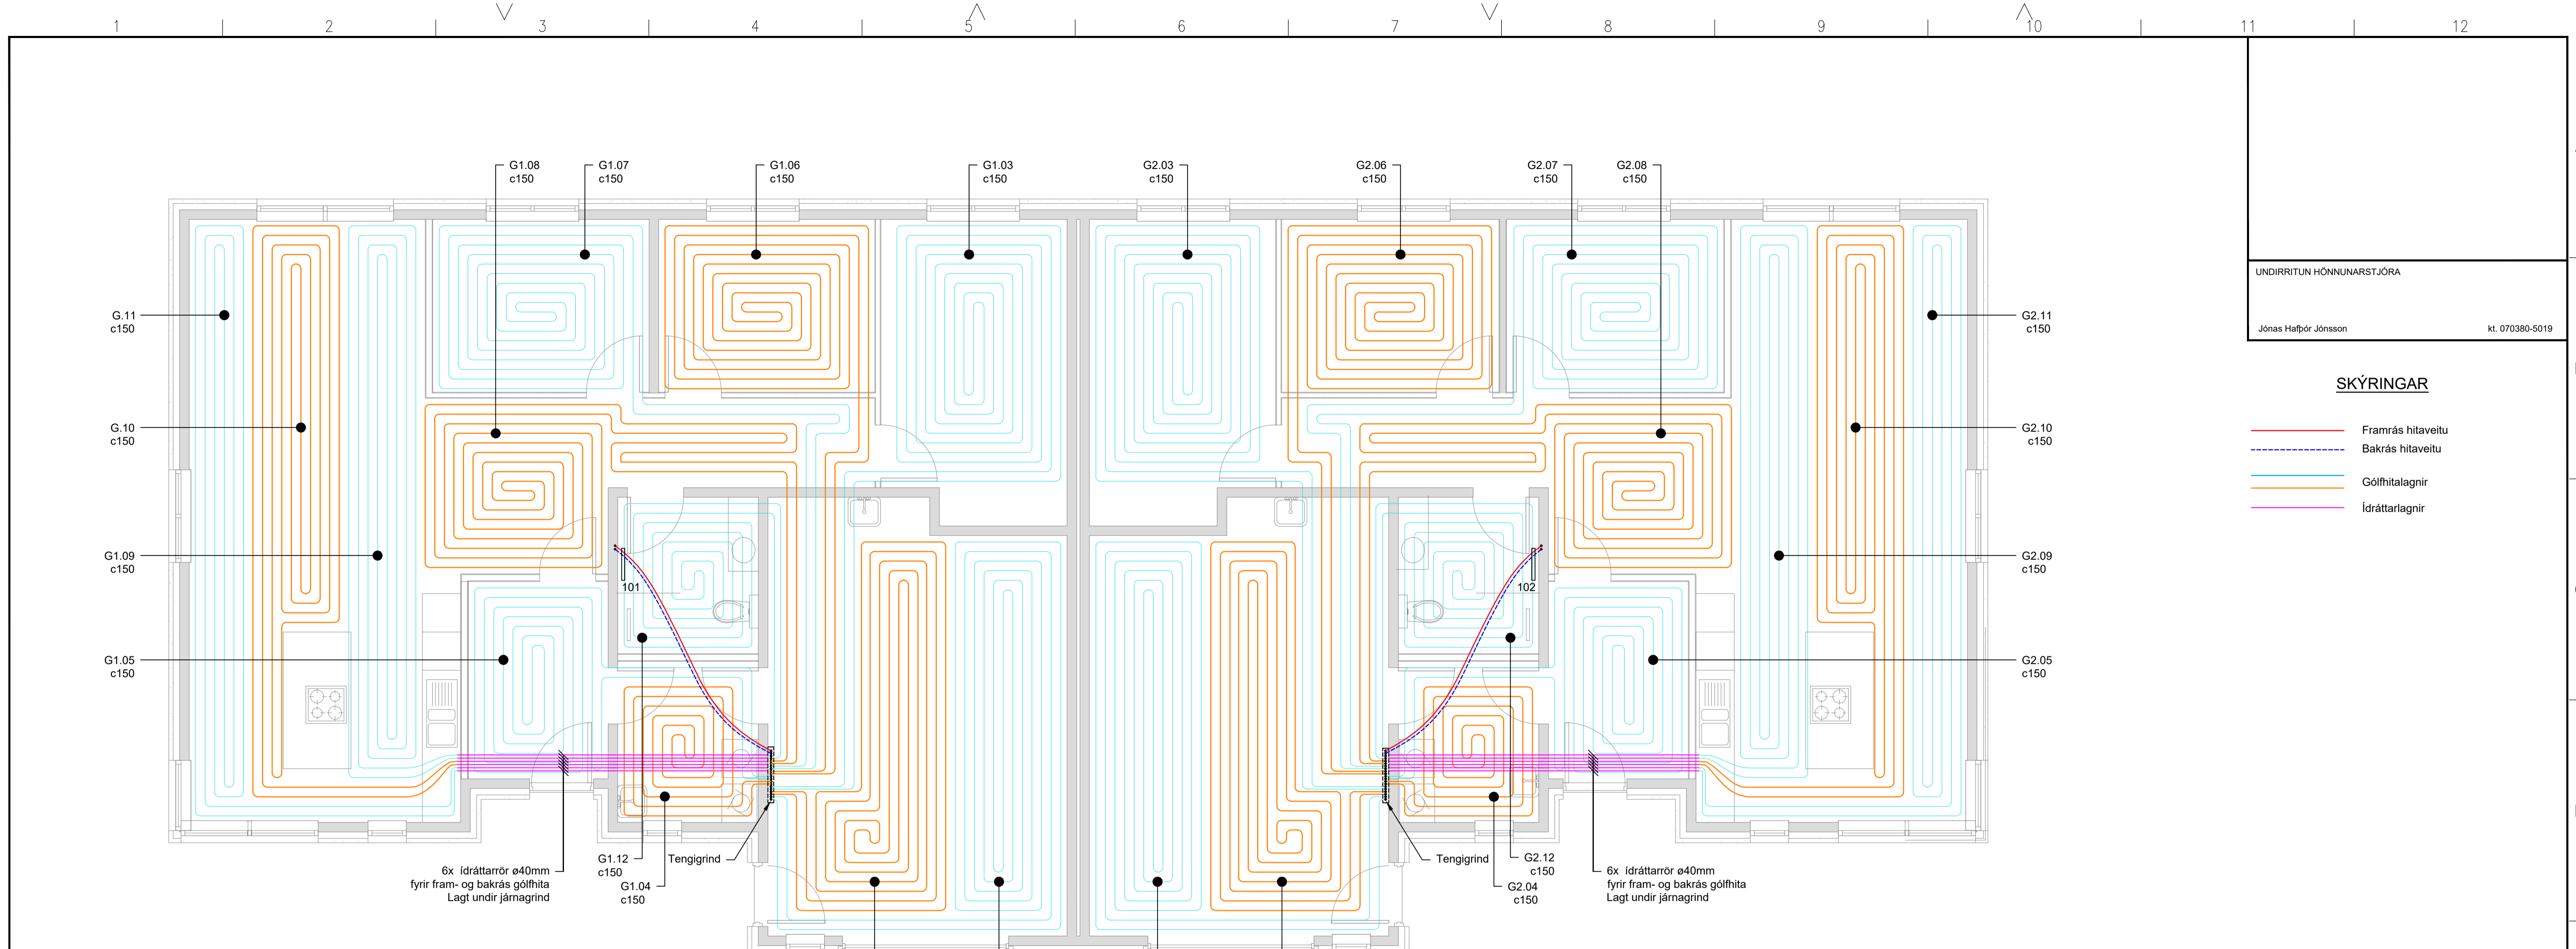 1 2 3 4 5 6 7 8 9 10 11 12
G1.08
c150
G1.07
c150
G1.06
c150
G1.03
c150
G2.03
c150
G2.06
c150
G2.07
c150
G2.08
c150
G.11
c150
G.10
c150
G1.09
c150
G1.05
c150
G2.11
c150
G2.10
c150
G2.09
c150
G2.05
c150
101
102
6x ídráttarrör ø40mm
fyrir fram- og bakrás gólfhita
Lagt undir járnagrind
G1.12
c150
G1.04
c150
Tengigrind
Tengigrind
G2.12
c150
G2.04
c150
6x ídráttarrör ø40mm
fyrir fram- og bakrás gólfhita
Lagt undir járnagrind
UNDIRRITUN HÖNNUNARSTJÓRA
Jónas Hafþór Jónsson kt. 070380-5019
SKÝRINGAR
Framrás hitaveitu
Bakrás hitaveitu
Gólfhitalagnir
Ídráttarlagnir